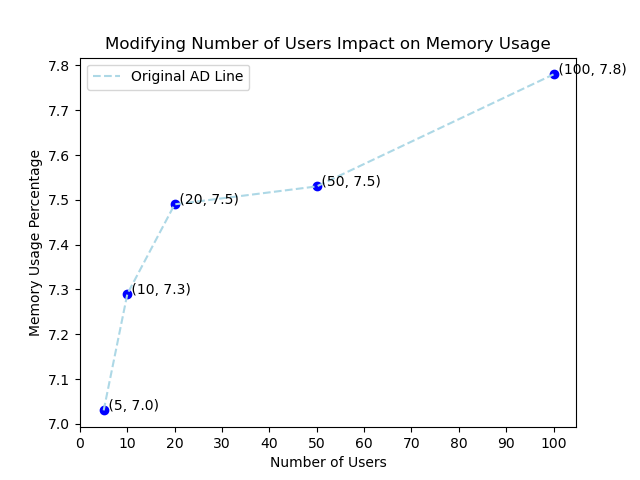 Modifying Number of Users Impact on Memory Usage
Original AD Line
Memory Usage Percentage
7.8
7.7
7.6
7.5
7.4
7.3
7.2
7.1
7.0
(100, 7.8)
(50, 7.5)
(20, 7.5)
(10, 7.3)
(5, 7.0)
0 10 20 30 40 50 60 70 80 90 100
Number of Users